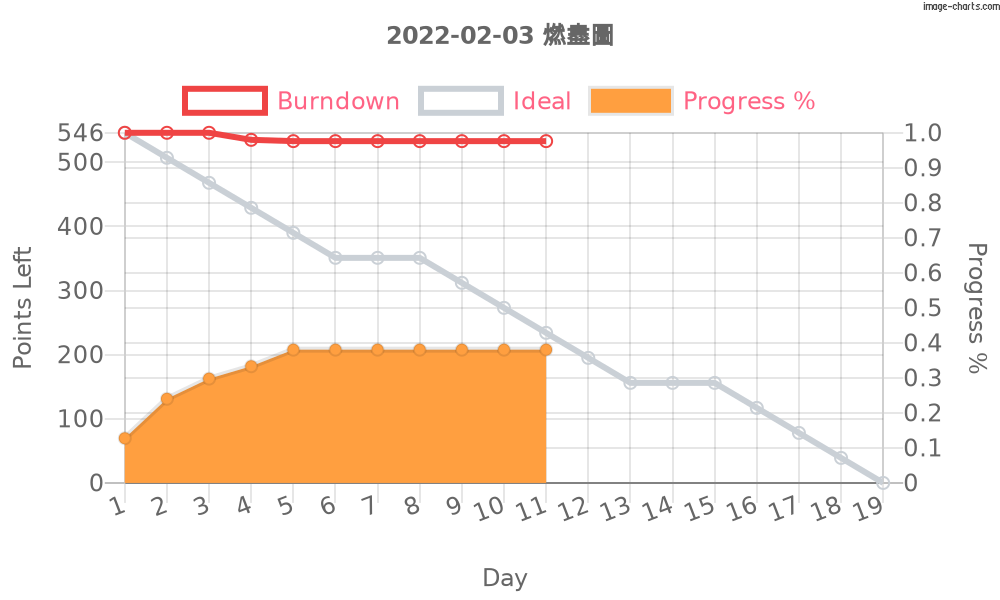 image-charts.com
2022-02-03 燃盡圖
Burndown Ideal Progress %
546 1.0
500 0.9
0.8
400 0.7
0.6
300 0.5
200 0.4
0.3
100 0.2
0.1
0 0
Points Left
Progress %
1 2 3 4 5 6 7 8 9 10 11 12 13 14 15 16 17 18 19
Day